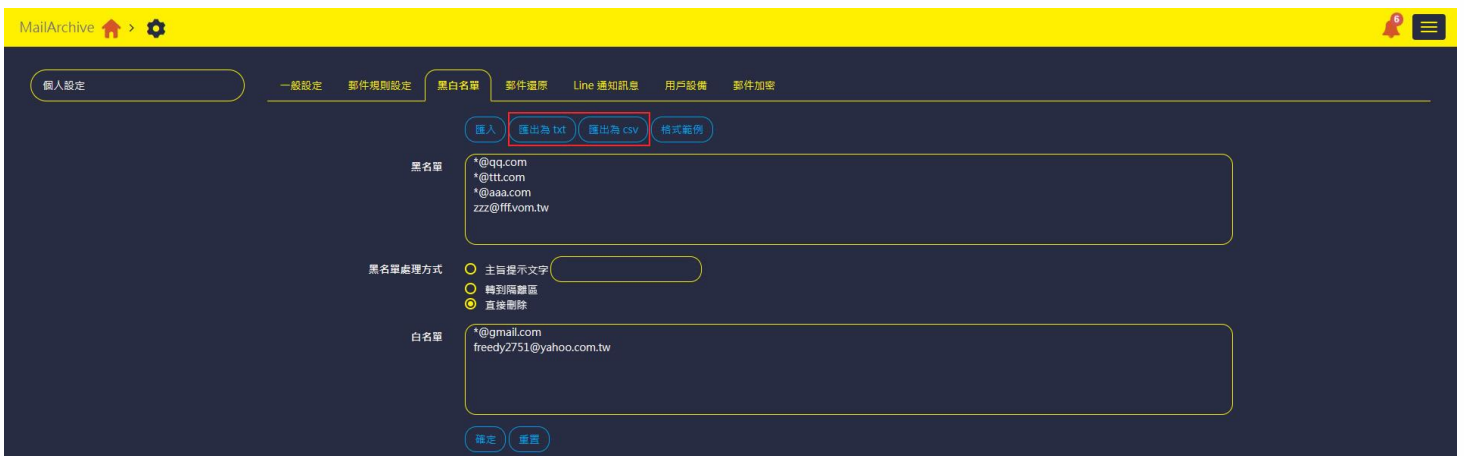 MailArchive >
6
個人設定
一般設定 郵件規則設定 黑白名單 郵件還原 Line 通知訊息 用戶設備 郵件加密
匯入 匯出為 txt 匯出為 csv 格式範例
黑名單
*@qq.com
*@ttt.com
*@aaa.com
zzz@fff.vom.tw
黑名單處理方式 主旨提示文字
轉到隔離區
直接刪除
白名單
*@gmail.com
freedy2751@yahoo.com.tw
確定 重置